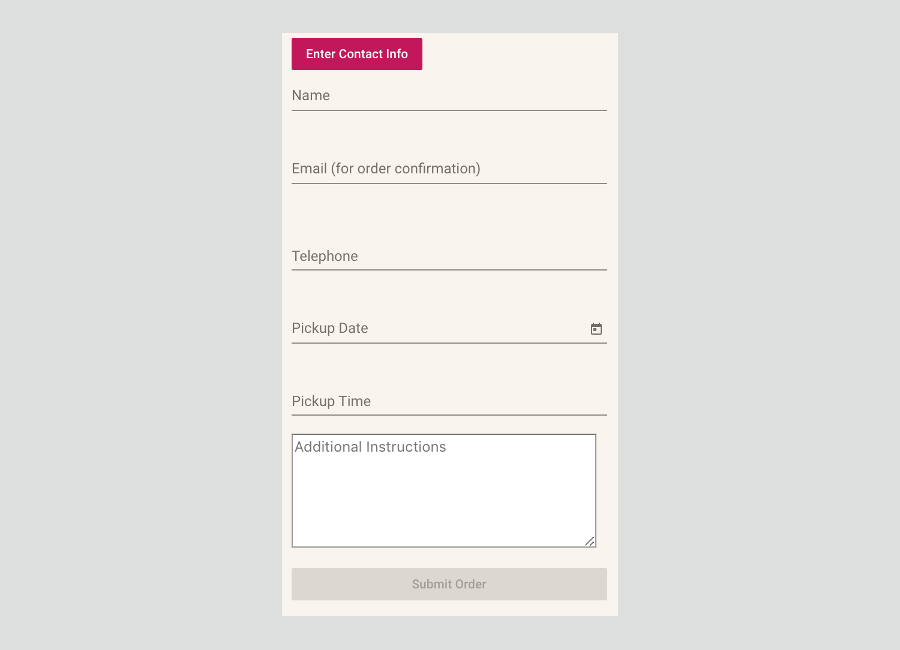 Enter Contact Info
Name
Email (for order confirmation)
Telephone
Pickup Date
Pickup Time
Additional Instructions
Submit Order